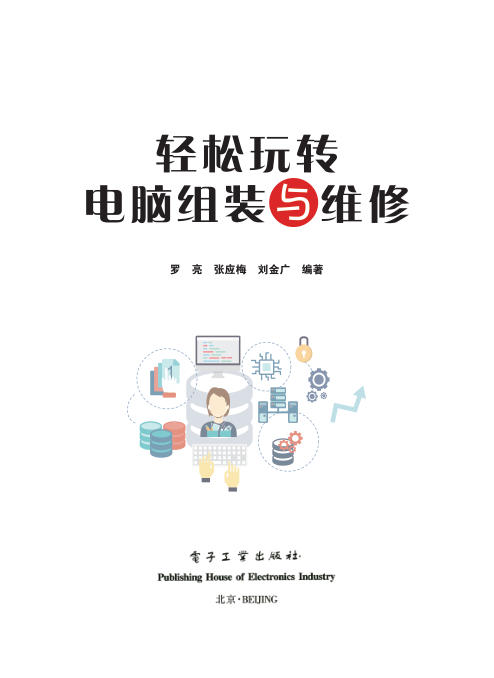 轻松玩转
电脑组装与维修
罗 亮 张应梅 刘金广 编著
電子工業出版社·
Publishing House of Electronics Industry
北京·BEIJING